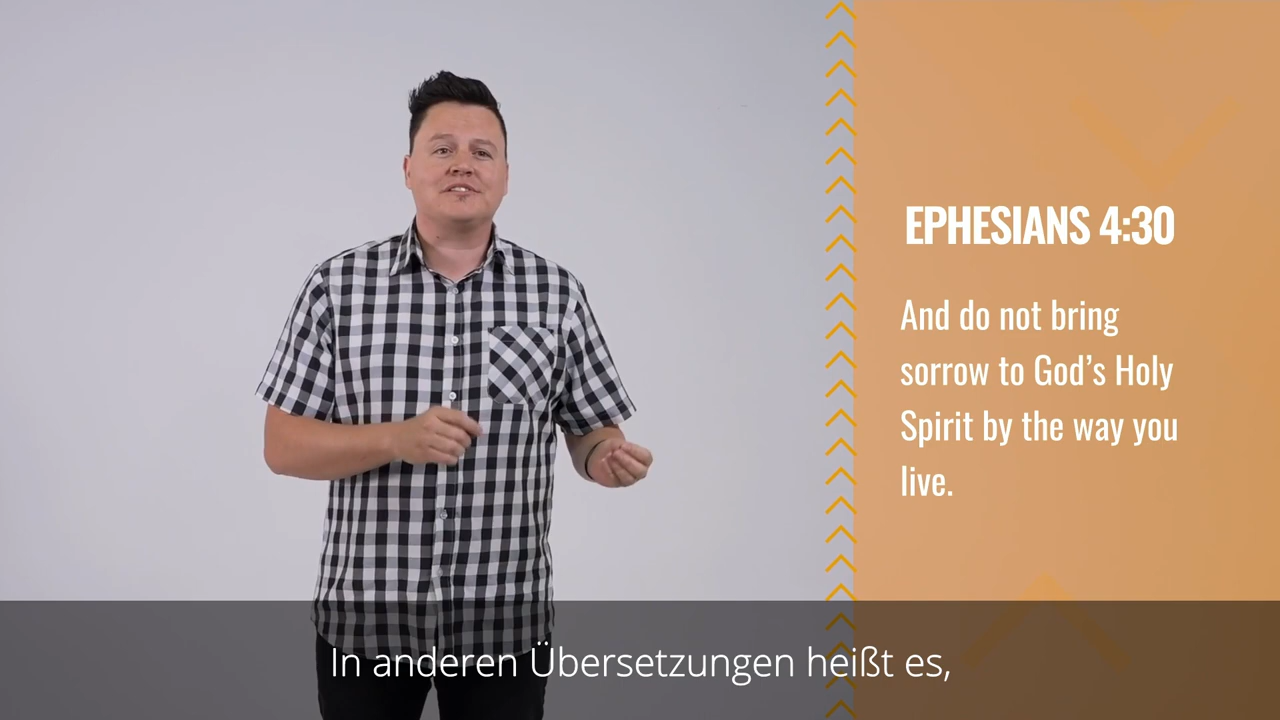 EPHESIANS 4:30
And do not bring
sorrow to God’s Holy
Spirit by the way you
live.
In anderen Übersetzungen heißt es,